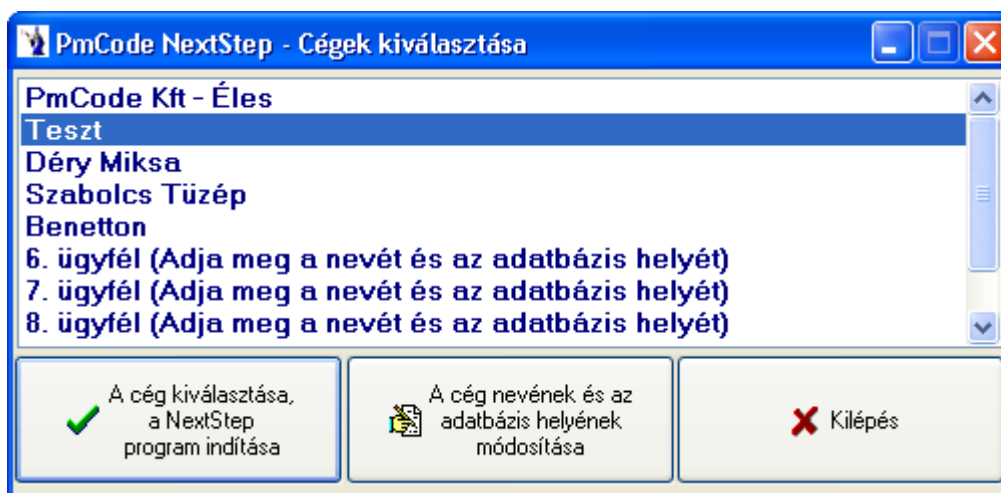 PmCode NextStep - Cégek kiválasztása
PmCode Kft - Éles
Teszt
Déry Miksa
Szabolcs Tüzép
Benetton
6. ügyfél (Adja meg a nevét és az adatbázis helyét)
7. ügyfél (Adja meg a nevét és az adatbázis helyét)
8. ügyfél (Adja meg a nevét és az adatbázis helyét)
A cég kiválasztása,
a NextStep
program indítása
A cég nevének és az
adatbázis helyének
módosítása
Kilépés